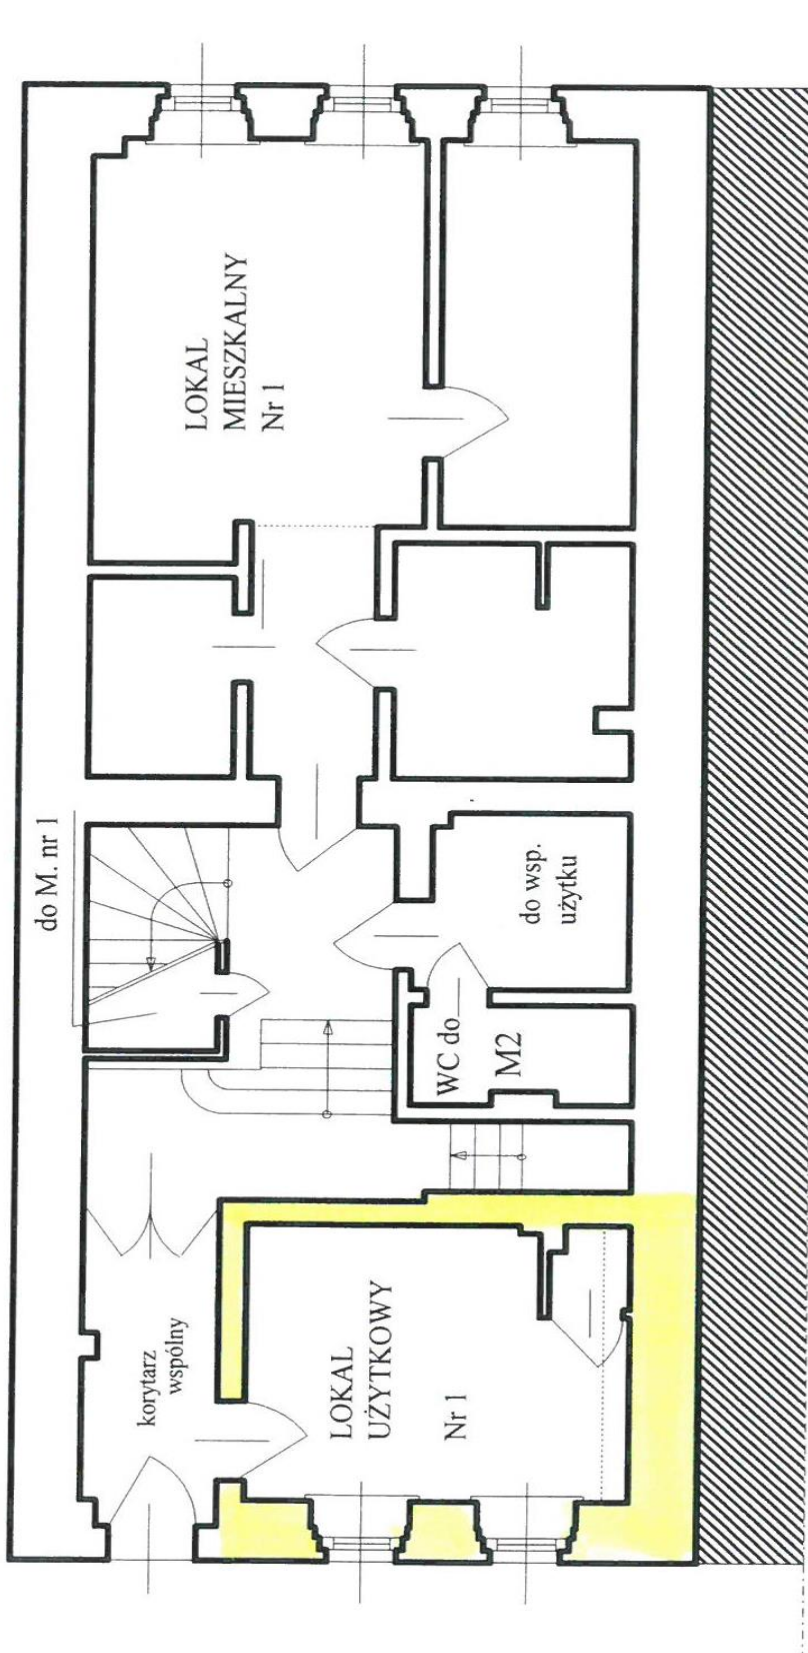 LOKAL
MIESZKALNY
Nr 1
do M. nr 1
do wsp.
użytku
WC do
M2
korytarz
wspólny
LOKAL
UŻYTKOWY
Nr 1